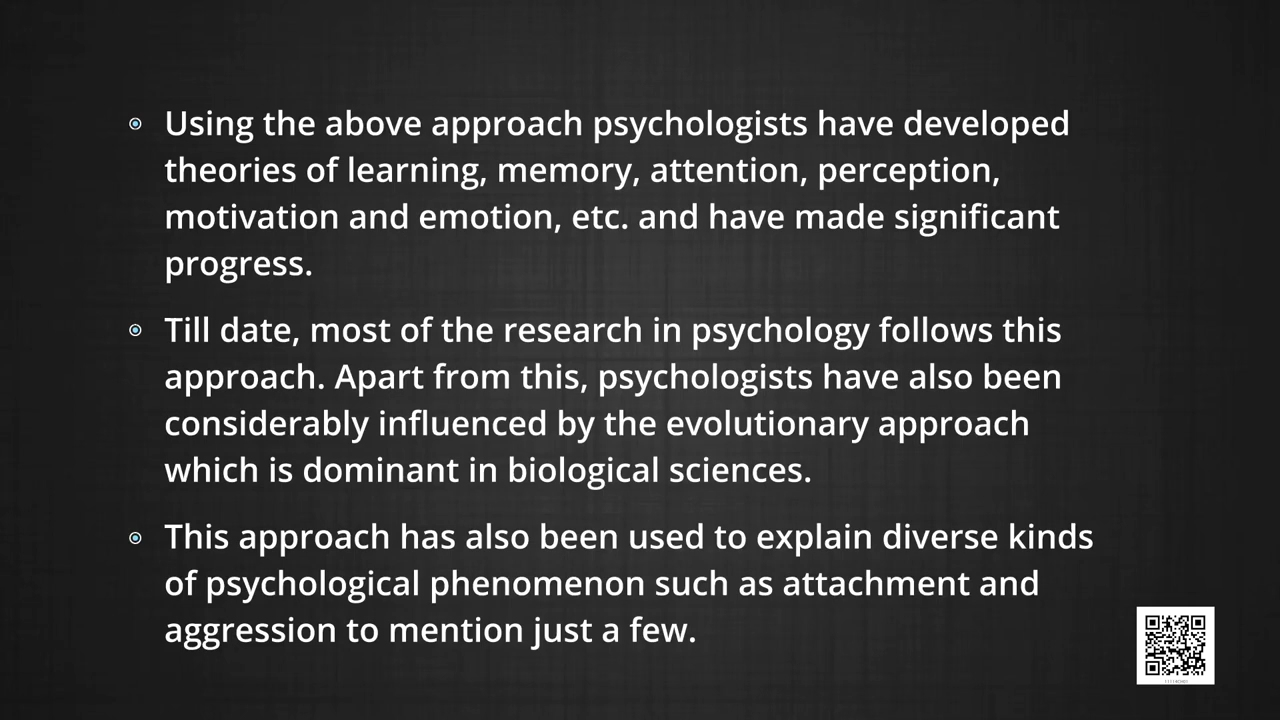 Using the above approach psychologists have developed
theories of learning, memory, attention, perception,
motivation and emotion, etc. and have made significant
progress.
Till date, most of the research in psychology follows this
approach. Apart from this, psychologists have also been
considerably influenced by the evolutionary approach
which is dominant in biological sciences.
This approach has also been used to explain diverse kinds
of psychological phenomenon such as attachment and
aggression to mention just a few.